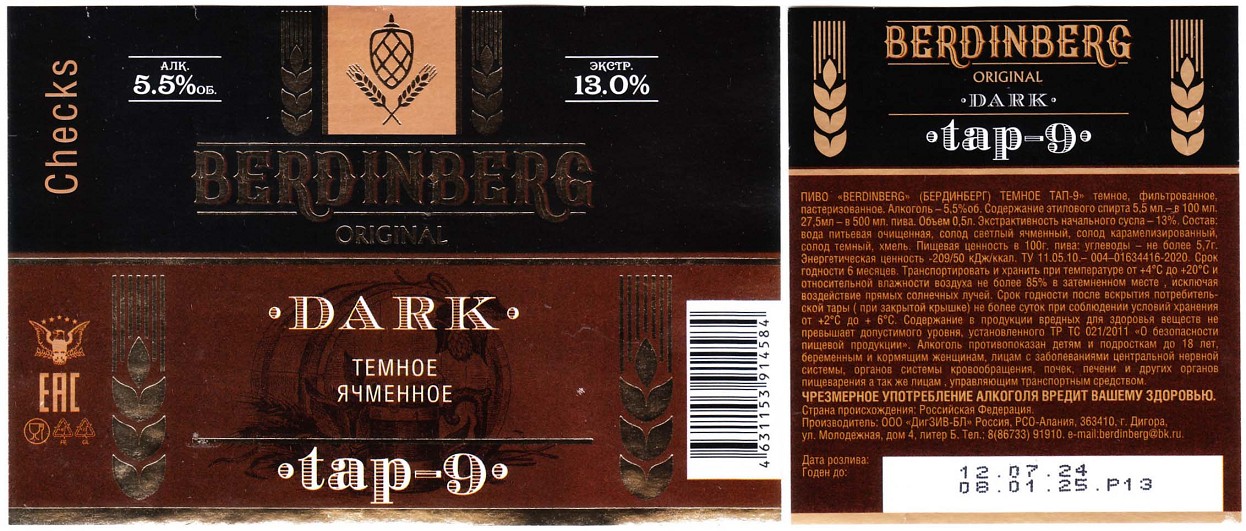 Checks
АЛК.
5.5%ОБ.
ЭКСТР.
13.0%
BERDINBERG
ORIGINAL
DARK
ТЕМНОЕ
ЯЧМЕННОЕ
tap-9
EAC
4631153914584
BERDINBERG
ORIGINAL
DARK
tap-9
ПИВО «BERDINBERG» (БЕРДИНБЕРГ) ТЕМНОЕ ТАП-9» темное, фильтрованное,
пастеризованное. Алкоголь – 5,5%об. Содержание этилового спирта 5,5 мл.– в 100 мл.
27,5мл – в 500 мл. пива. Объем 0,5л. Экстрактивность начального сусла – 13%. Состав:
вода питьевая очищенная, солод светлый ячменный, солод карамелизированный,
солод темный, хмель. Пищевая ценность в 100г. пива: углеводы – не более 5,7г.
Энергетическая ценность -209/50 кДж/ккал. ТУ 11.05.10.– 004–01634416-2020. Срок
годности 6 месяцев. Транспортировать и хранить при температуре от +4°С до +20°С и
относительной влажности воздуха не более 85% в затемненном месте , исключая
воздействие прямых солнечных лучей. Срок годности после вскрытия потребитель-
ской тары ( при закрытой крышке) не более суток при соблюдении условий хранения
от +2°С до + 6°С. Содержание в продукции вредных для здоровья веществ не
превышает допустимого уровня, установленного ТР ТС 021/2011 «О безопасности
пищевой продукции». Алкоголь противопоказан детям и подросткам до 18 лет,
беременным и кормящим женщинам, лицам с заболеваниями центральной нервной
системы, органов системы кровообращения, почек, печени и других органов
пищеварения а так же лицам , управляющим транспортным средством.
ЧРЕЗМЕРНОЕ УПОТРЕБЛЕНИЕ АЛКОГОЛЯ ВРЕДИТ ВАШЕМУ ЗДОРОВЬЮ.
Страна происхождения: Российская Федерация.
Производитель: ООО «ДигЗИВ-БЛ» Россия, РСО-Алания, 363410, г. Дигора,
ул. Молодежная, дом 4, литер Б. Тел.: 8(86733) 91910. e-mail:berdinberg@bk.ru.
Дата розлива:
Годен до:
12.07.24
08.01.25.P13